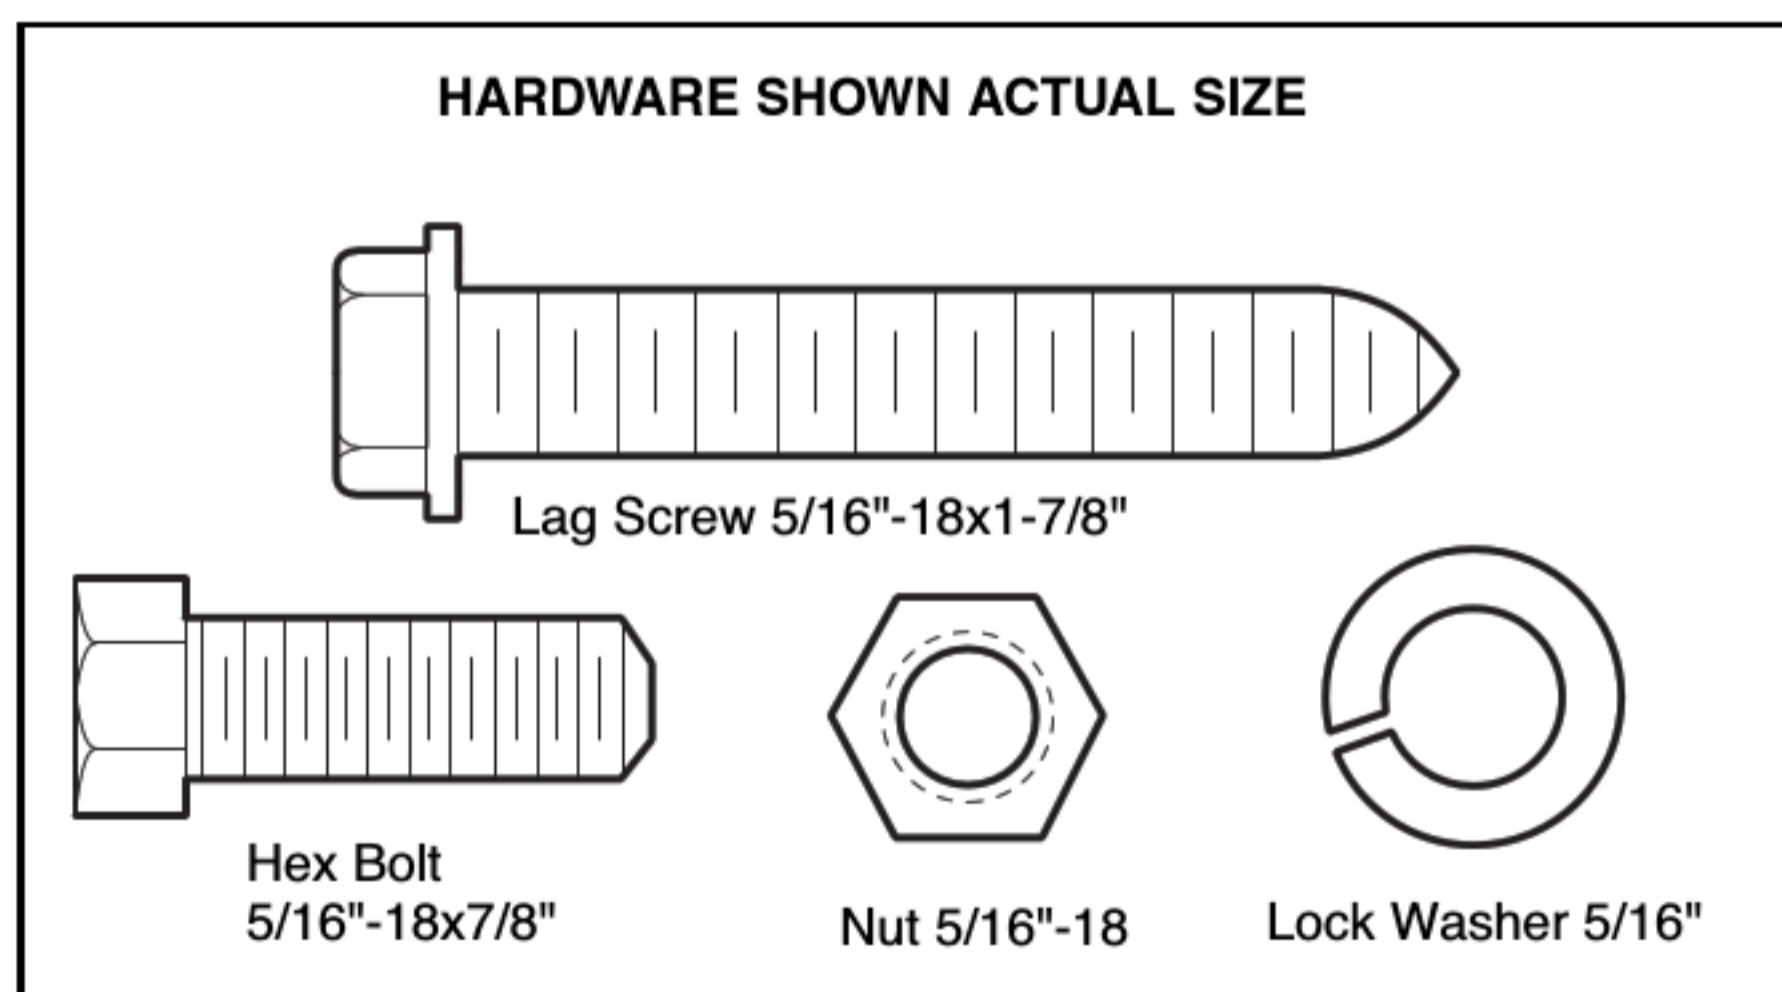 HARDWARE SHOWN ACTUAL SIZE
Lag Screw 5/16"-18x1-7/8"
Hex Bolt
5/16"-18x7/8"
Nut 5/16"-18
Lock Washer 5/16"